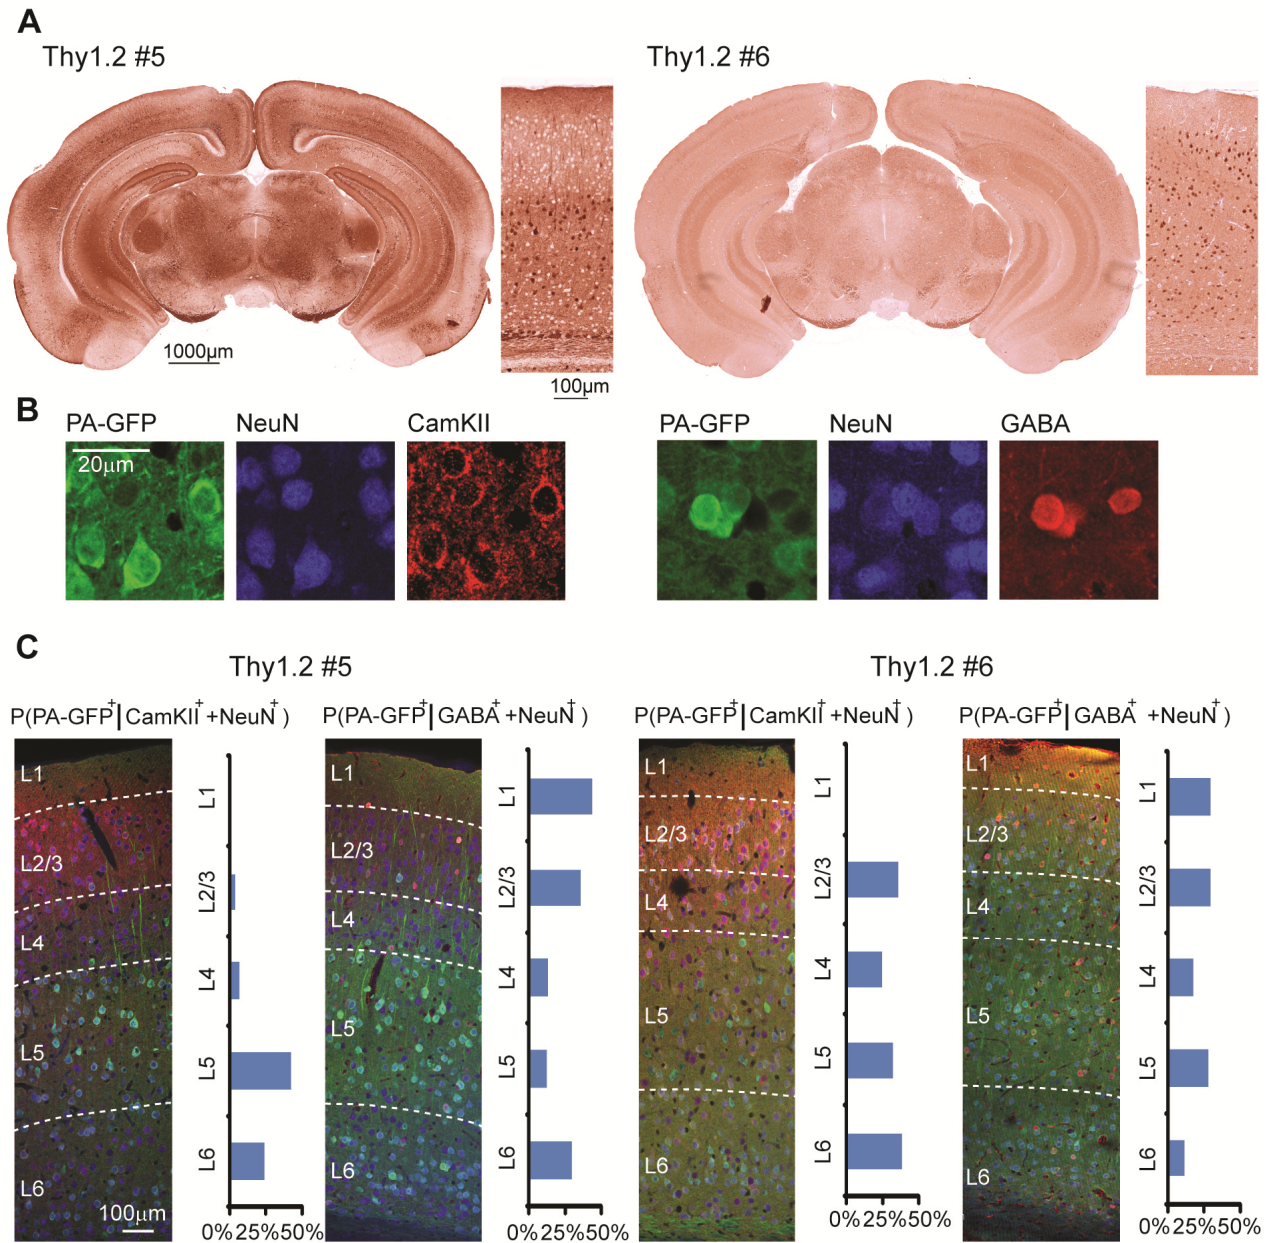 A
Thy1.2 #5
Thy1.2 #6
1000µm
100µm
B
PA-GFP
NeuN
CamKII
PA-GFP
NeuN
GABA
20µm
C
Thy1.2 #5
Thy1.2 #6
P(PA-GFP⁺|CamKII⁺+NeuN⁺)
P(PA-GFP⁺|GABA⁺+NeuN⁺)
P(PA-GFP⁺|CamKII⁺+NeuN⁺)
P(PA-GFP⁺|GABA⁺ +NeuN⁺)
L1
L2/3
L4
L5
L6
100µm
L1
L2/3
L4
L5
L6
0%25%50%
L1
L2/3
L4
L5
L6
L1
L2/3
L4
L5
L6
0%25%50%
L1
L2/3
L4
L5
L6
L1
L2/3
L4
L5
L6
0%25%50%
L1
L2/3
L4
L5
L6
L1
L2/3
L4
L5
L6
0%25%50%